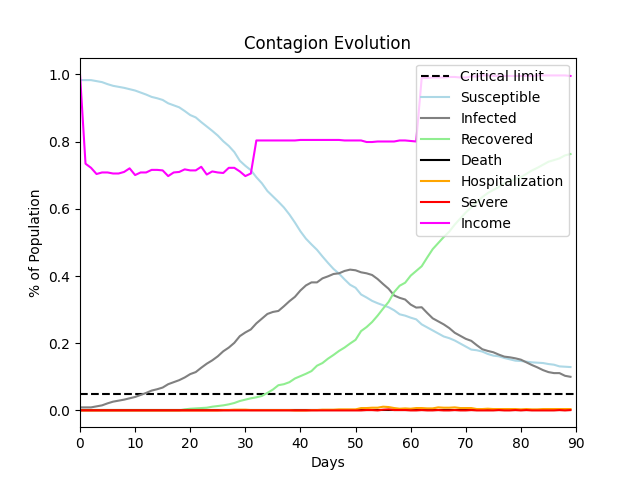 Contagion Evolution
% of Population
1.0
0.8
0.6
0.4
0.2
0.0
Critical limit
Susceptible
Infected
Recovered
Death
Hospitalization
Severe
Income
0 10 20 30 40 50 60 70 80 90
Days